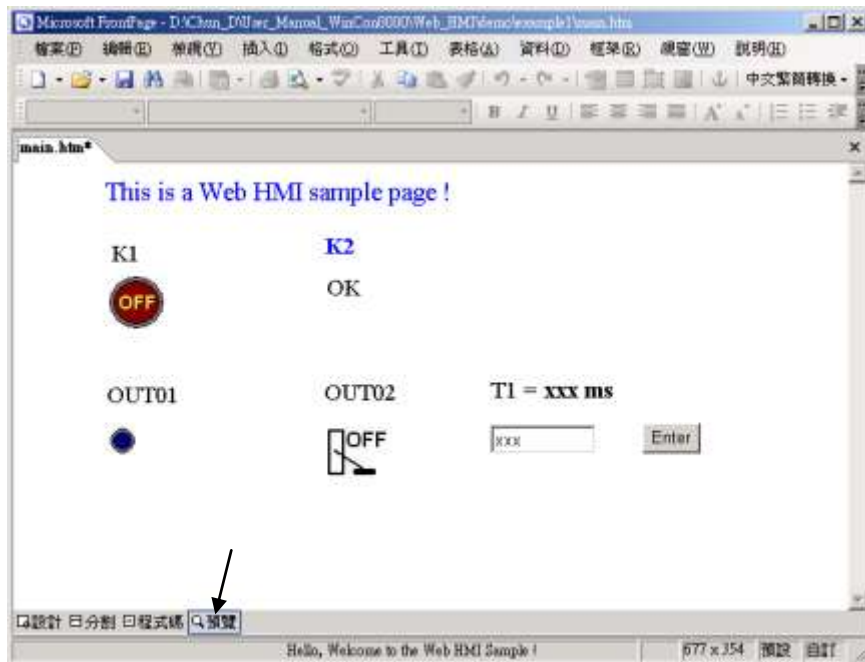 Microsoft FrontPage - D:\Chun_D\User_Manual_WinCon8000\Web_HMI\demo\example1\main.htm
檔案(F) 編輯(E) 檢視(V) 插入(I) 格式(O) 工具(T) 表格(A) 資料(D) 框架(R) 視窗(W) 說明(H)
中文繁簡轉換
B I U A A
main.htm*
This is a Web HMI sample page !
K1 K2
OFF OK
OUT01 OUT02 T1 = xxx ms
OFF xxx Enter
設計 分割 程式碼 預覽
Hello, Welcome to the Web HMI Sample ! 677 x 354 預設 自訂